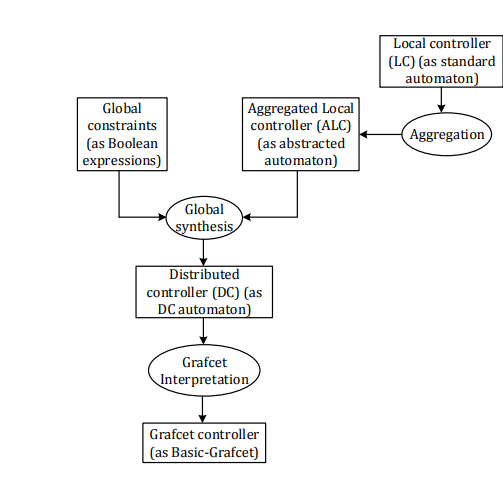 Local controller
(LC) (as standard
automaton)
Global
constraints
(as Boolean
expressions)
Aggregated Local
controller (ALC)
(as abstracted
automaton)
Aggregation
Global
synthesis
Distributed
controller (DC) (as
DC automaton)
Grafcet
Interpretation
Grafcet controller
(as Basic-Grafcet)